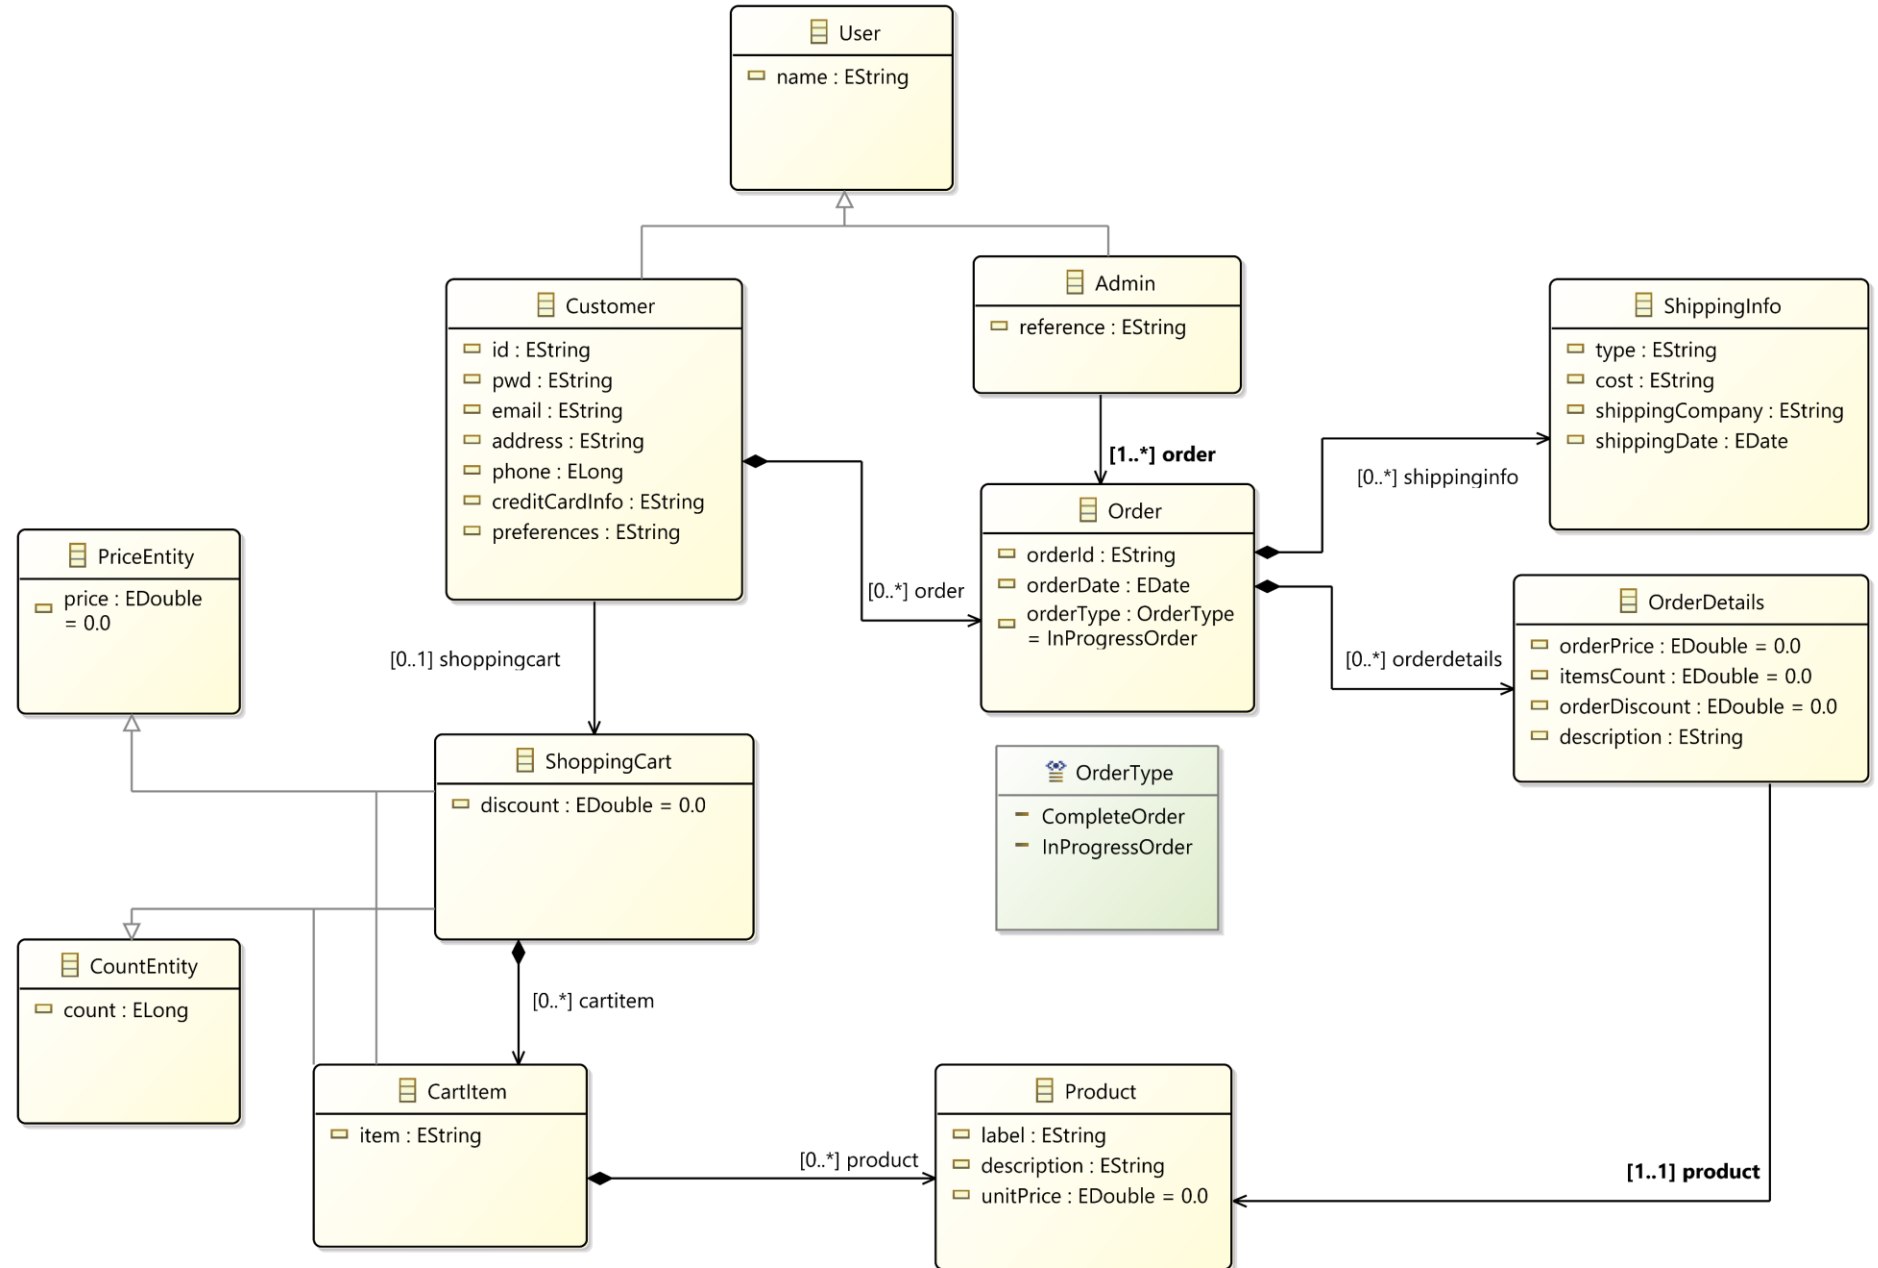 User
name : EString
Customer
id : EString
pwd : EString
email : EString
address : EString
phone : ELong
creditCardInfo : EString
preferences : EString
Admin
reference : EString
ShippingInfo
type : EString
cost : EString
shippingCompany : EString
shippingDate : EDate
[1..*] order
[0..*] shippinginfo
Order
orderId : EString
orderDate : EDate
orderType : OrderType
= InProgressOrder
PriceEntity
price : EDouble
= 0.0
[0..*] order
OrderDetails
orderPrice : EDouble = 0.0
itemsCount : EDouble = 0.0
orderDiscount : EDouble = 0.0
description : EString
[0..1] shoppingcart
[0..*] orderdetails
ShoppingCart
discount : EDouble = 0.0
OrderType
CompleteOrder
InProgressOrder
CountEntity
count : ELong
[0..*] cartitem
CartItem
item : EString
[0..*] product
Product
label : EString
description : EString
unitPrice : EDouble = 0.0
[1..1] product